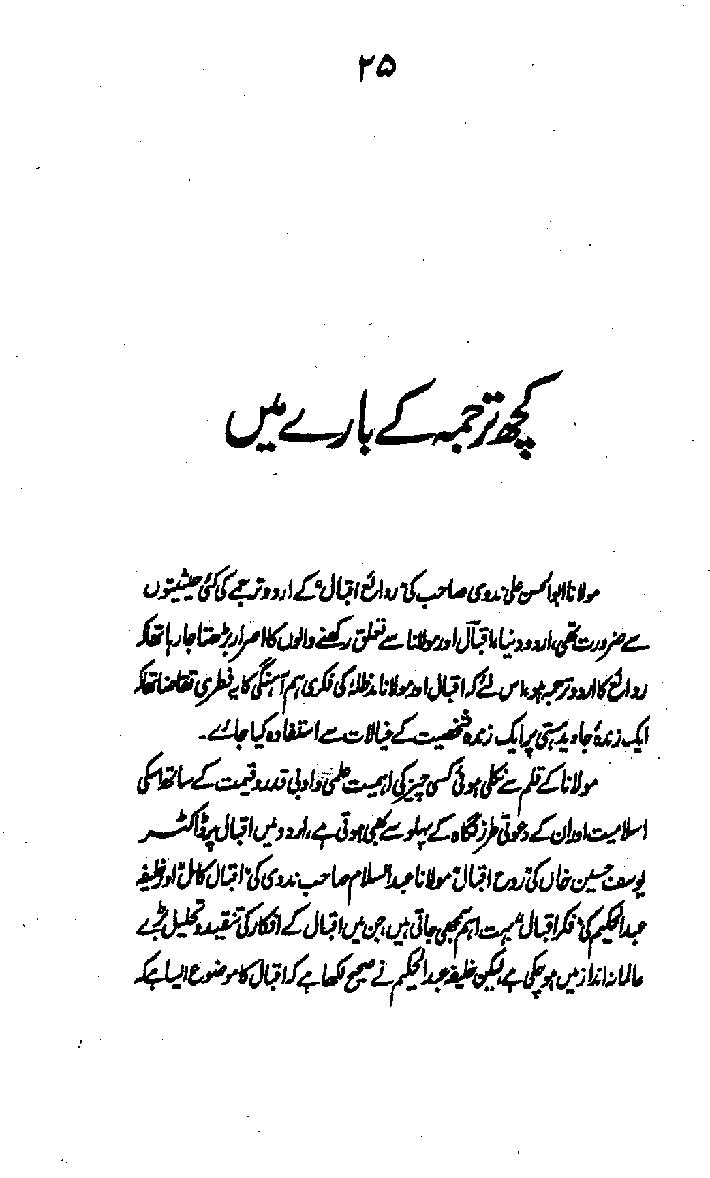 ۲۵
کچھ ترجمہ کے بارے میں
مولانا ابوالحسن علی ندوی صاحب کی "روائع اقبال" کے اردو ترجمے کی کئی حیثیتوں
سے ضرورت تھی، اردو دنیا، اقبال اور مولانا سے تعلق رکھنے والوں کا اصرار بڑھتا جارہا تھا کہ
روائع کا اردو ترجمہ ہو، اس لئے کہ اقبال اور مولانا مدظلہٗ کی فکری ہم آہنگی کا یہ فطری تقاضا تھا کہ
ایک زندۂ جاوید ہستی پر ایک زندہ شخصیت کے خیالات سے استفادہ کیا جائے۔
مولانا کے قلم سے نکلی ہوئی کسی چیز کی اہمیت علمی و ادبی قدر و قیمت کے ساتھ اسکی
اسلامیت اور ان کے دعوتی طرز نگاہ کے پہلو سے بھی ہوتی ہے، اردو میں اقبال پر ڈاکٹر
یوسف حسین خاں کی "روح اقبال" مولانا عبدالسلام صاحب ندوی کی "اقبال کامل" اور خلیفہ
عبدالحکیم کی "فکر اقبال" بہت اہم سمجھی جاتی ہیں، جن میں اقبال کے افکار کی تنقید و تحلیل بڑے
عالمانہ انداز میں ہو چکی ہے، لیکن خلیفہ عبدالحکیم نے صحیح لکھا ہے کہ اقبال کا موضوع ایسا ہے کہ